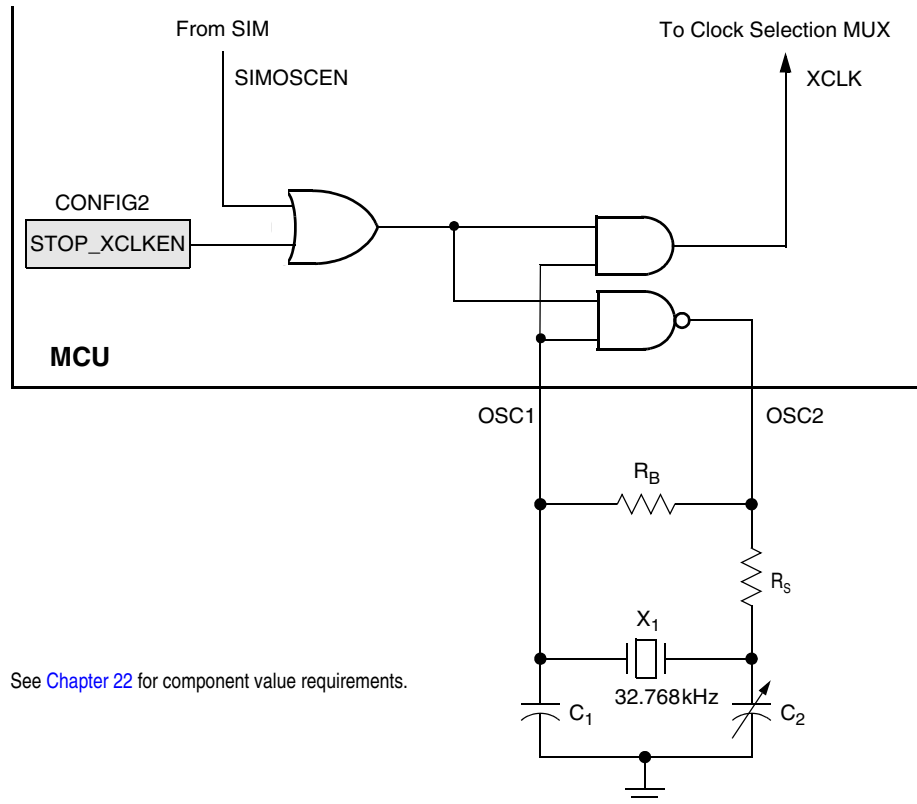 From SIM
To Clock Selection MUX
SIMOSCEN
XCLK
CONFIG2
STOP_XCLKEN
MCU
OSC1
OSC2
RB
RS
X1
32.768kHz
See Chapter 22 for component value requirements.
C1
C2